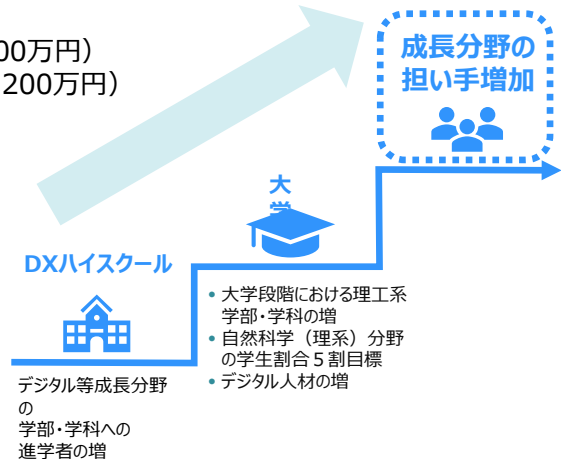 00万円）
200万円）
成長分野の
担い手増加
大
学
DXハイスクール
• 大学段階における理工系
学部・学科の増
• 自然科学（理系）分野
の学生割合５割目標
• デジタル人材の増
デジタル等成長分野
の
学部・学科への
進学者の増